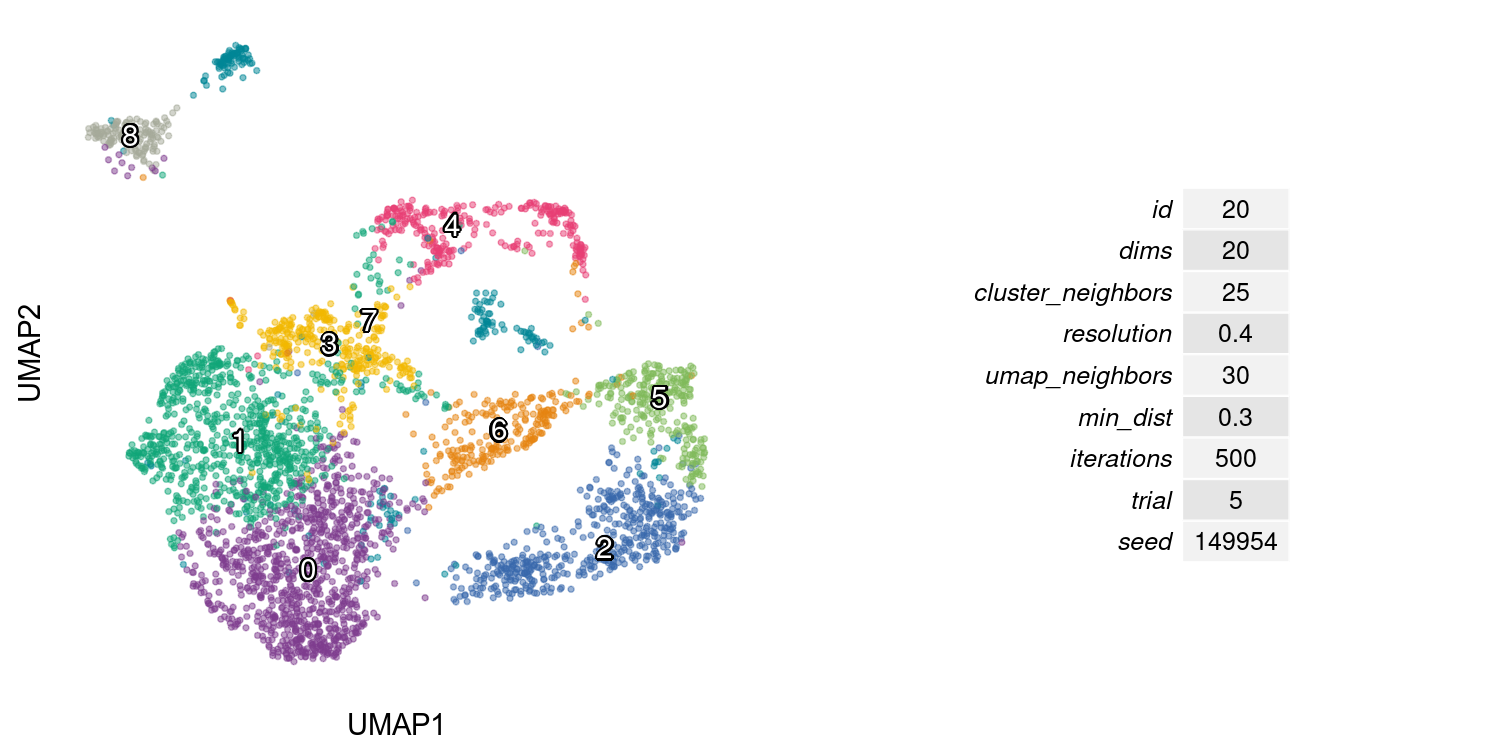 8
4
7
3
5
6
1
2
0
UMAP1
UMAP2
id 20
dims 20
cluster_neighbors 25
resolution 0.4
umap_neighbors 30
min_dist 0.3
iterations 500
trial 5
seed 149954